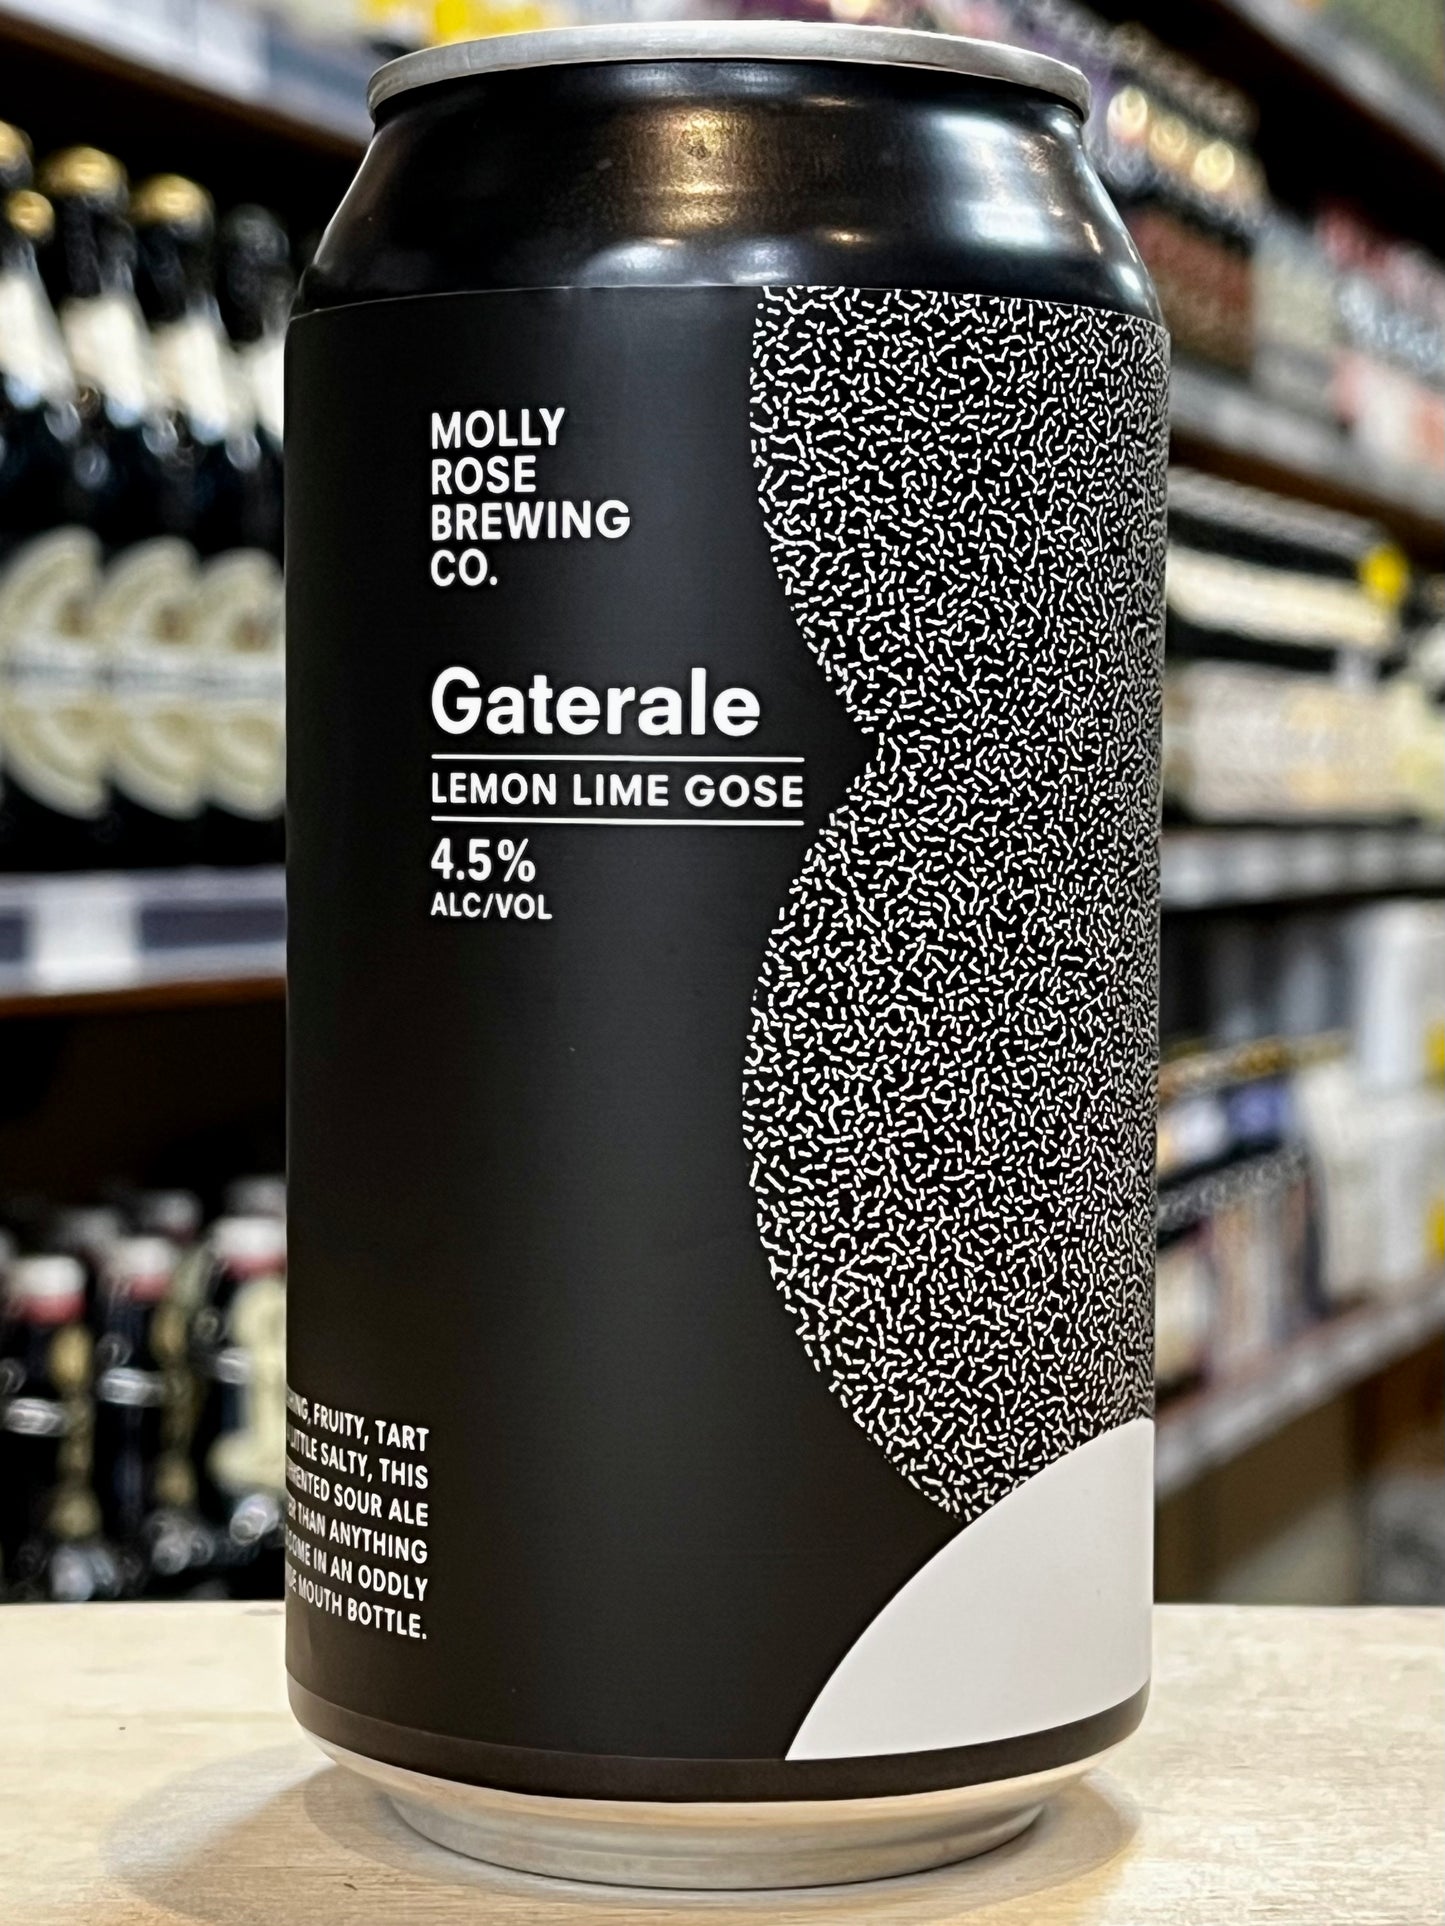 MOLLY
ROSE
BREWING
CO.
Gaterale
LEMON LIME GOSE
4.5%
ALC/VOL
FRUITY, TART
LITTLE SALTY, THIS
SOUR ALE
THAN ANYTHING
COME IN AN ODDLY
MOUTH BOTTLE.